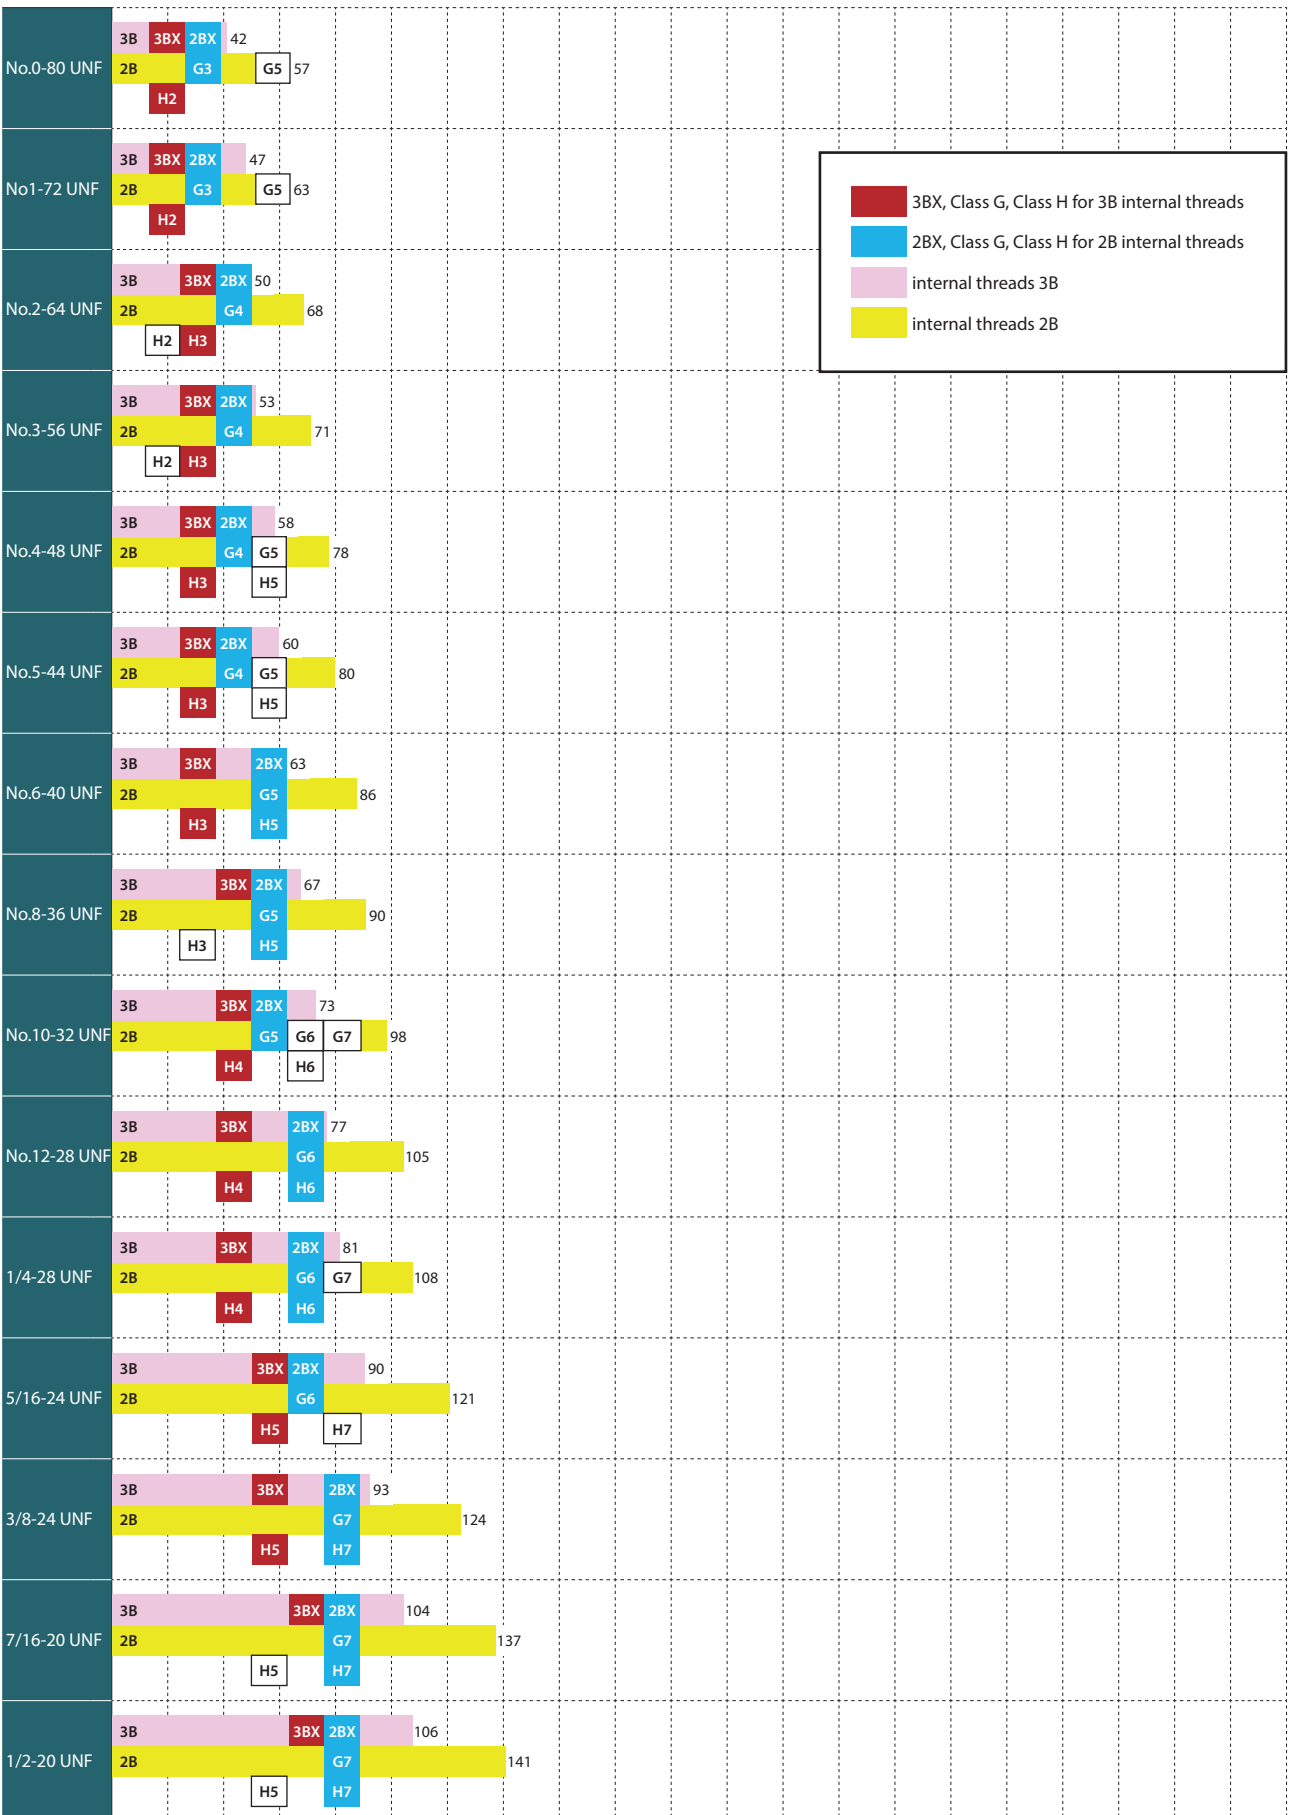 3B 3BX 2BX 42
No.0-80 UNF 2B G3 G5 57
H2
3B 3BX 2BX 47
No1-72 UNF 2B G3 G5 63
H2
3BX, Class G, Class H for 3B internal threads
2BX, Class G, Class H for 2B internal threads
internal threads 3B
internal threads 2B
3B 3BX 2BX 50
No.2-64 UNF 2B G4 68
H2 H3
3B 3BX 2BX 53
No.3-56 UNF 2B G4 71
H2 H3
3B 3BX 2BX 58
No.4-48 UNF 2B G4 G5 78
H3 H5
3B 3BX 2BX 60
No.5-44 UNF 2B G4 G5 80
H3 H5
3B 3BX 2BX 63
No.6-40 UNF 2B G5 86
H3 H5
3B 3BX 2BX 67
No.8-36 UNF 2B G5 90
H3 H5
3B 3BX 2BX 73
No.10-32 UNF 2B G5 G6 G7 98
H4 H6
3B 3BX 2BX 77
No.12-28 UNF 2B G6 105
H4 H6
3B 3BX 2BX 81
1/4-28 UNF 2B G6 G7 108
H4 H6
3B 3BX 2BX 90
5/16-24 UNF 2B G6 121
H5 H7
3B 3BX 2BX 93
3/8-24 UNF 2B G7 124
H5 H7
3B 3BX 2BX 104
7/16-20 UNF 2B G7 137
H5 H7
3B 3BX 2BX 106
1/2-20 UNF 2B G7 141
H5 H7